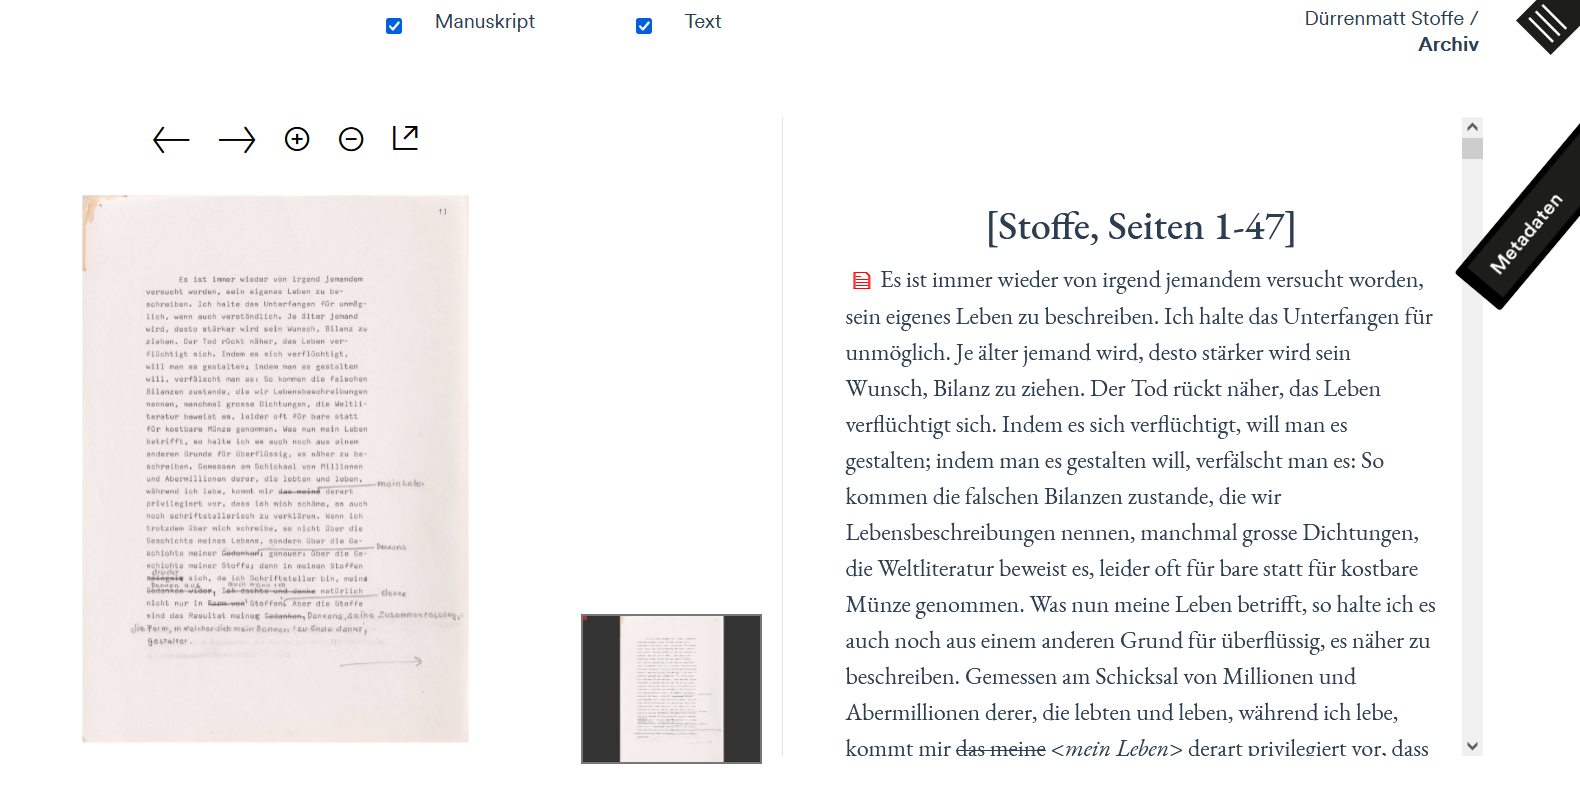 Manuskript
Text
Dürrenmatt Stoffe /
Archiv
Metadaten
11
Es ist immer wieder von irgend jemandem
versucht worden, sein eigenes Leben zu be-
schreiben. Ich halte das Unterfangen für unmög-
lich, wenn auch verständlich. Je älter jemand
wird, desto stärker wird sein Wunsch, Bilanz zu
ziehen. Der Tod rückt näher, das Leben ver-
flüchtigt sich. Indem es sich verflüchtigt,
will man es gestalten; indem man es gestalten
will, verfälscht man es: So kommen die falschen
Bilanzen zustande, die wir Lebensbeschreibungen
nennen, manchmal grosse Dichtungen, die Weltli-
teratur beweist es, leider oft für bare statt
für kostbare Münze genommen. Was nun mein Leben
betrifft, so halte ich es auch noch aus einem
anderen Grunde für überflüssig, es näher zu be-
schreiben. Gemessen am Schicksal von Millionen
und Abermillionen derer, die lebten und leben,
während ich lebe, kommt mir das meine derart
mein Leben
privilegiert vor, dass ich mich schäme, es auch
noch schriftstellerisch zu verklären. Wenn ich
trotzdem über mich schreibe, so nicht über die
Geschichte meines Lebens, sondern über die Ge-
schichte meiner Gedanken; genauer: über die Ge-
Denkens
schichte meiner Stoffe; denn in meinen Stoffen
drückt
spiegeln sich, da ich Schriftsteller bin, meine
Denken aus, auch wenn ich
Gedanken wider, Ich dachte und denke natürlich
denke
nicht nur in Form von Stoffen. Aber die Stoffe
sind das Resultat meines Gedanken, Denkens, seine Zusammenfassung,
die Form, in welcher sich mein Denken
gestaltet.
[Stoffe, Seiten 1-47]
Es ist immer wieder von irgend jemandem versucht worden,
sein eigenes Leben zu beschreiben. Ich halte das Unterfangen für
unmöglich. Je älter jemand wird, desto stärker wird sein
Wunsch, Bilanz zu ziehen. Der Tod rückt näher, das Leben
verflüchtigt sich. Indem es sich verflüchtigt, will man es
gestalten; indem man es gestalten will, verfälscht man es: So
kommen die falschen Bilanzen zustande, die wir
Lebensbeschreibungen nennen, manchmal grosse Dichtungen,
die Weltliteratur beweist es, leider oft für bare statt für kostbare
Münze genommen. Was nun meine Leben betrifft, so halte ich es
auch noch aus einem anderen Grund für überflüssig, es näher zu
beschreiben. Gemessen am Schicksal von Millionen und
Abermillionen derer, die lebten und leben, während ich lebe,
kommt mir das meine <mein Leben> derart privilegiert vor, dass